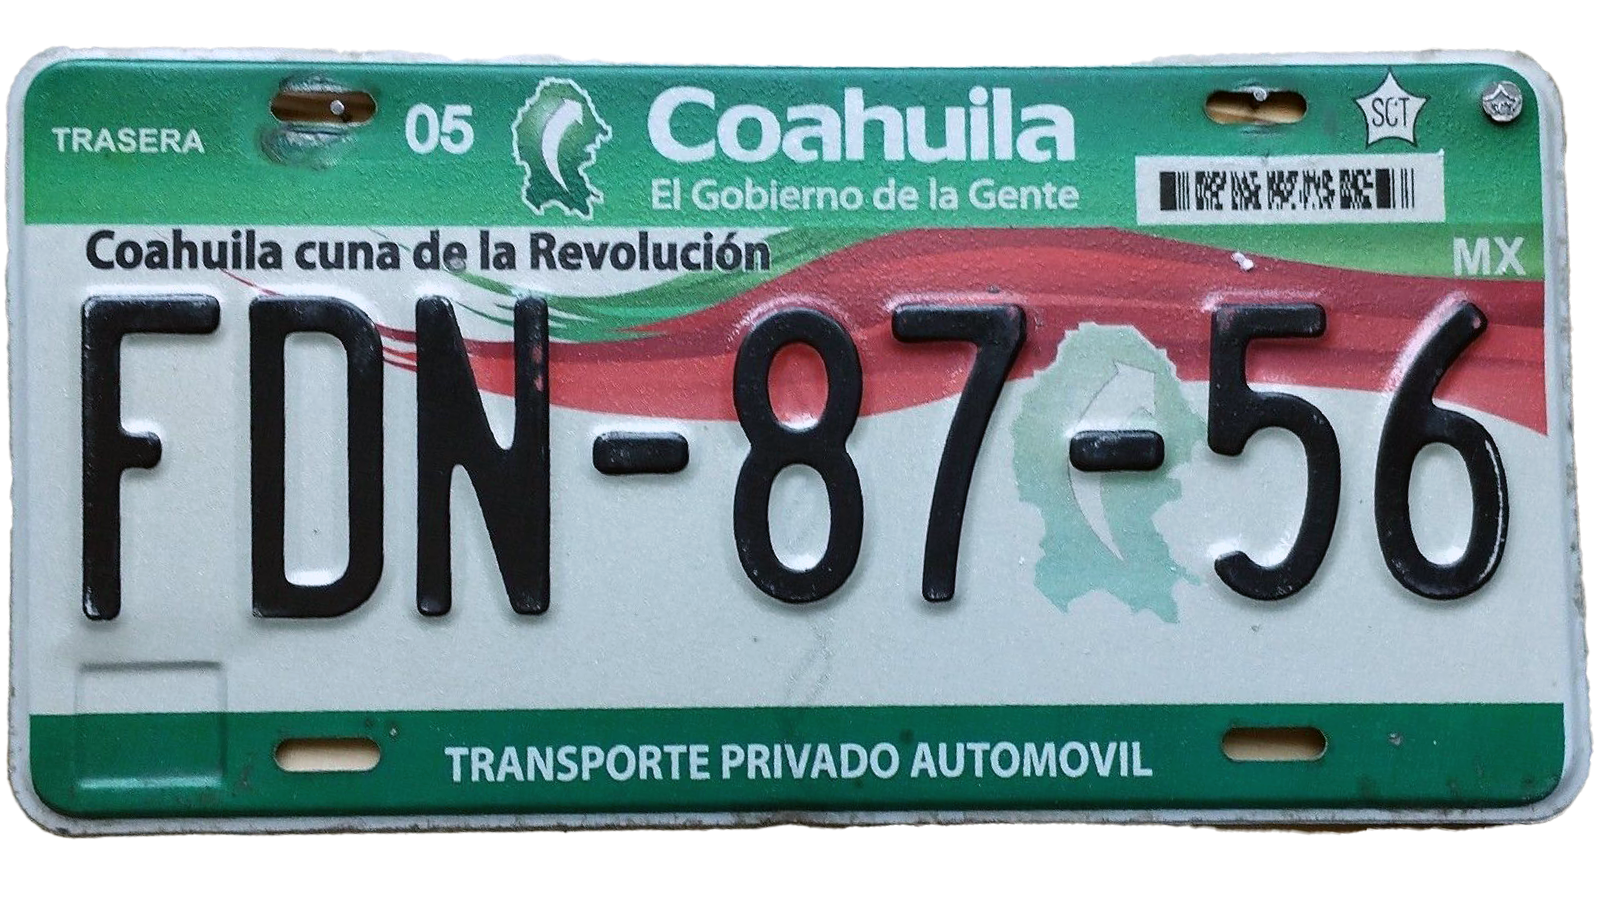 TRASERA 05 Coahuila SCT
El Gobierno de la Gente
Coahuila cuna de la Revolución MX
FDN-87-56
TRANSPORTE PRIVADO AUTOMOVIL